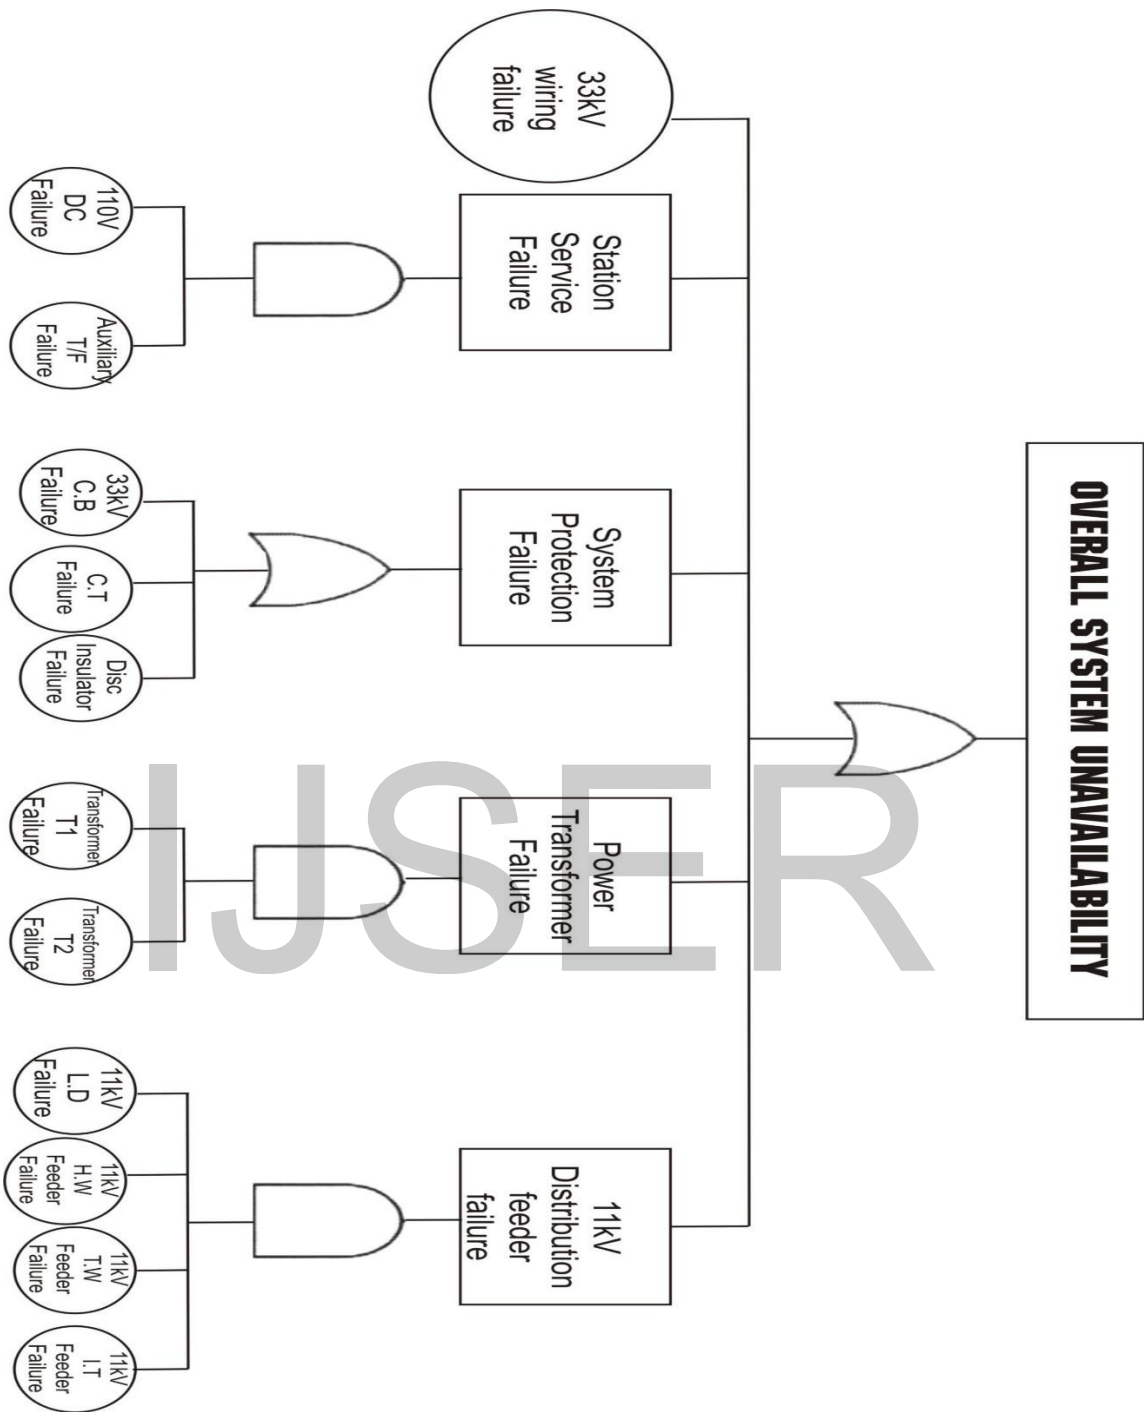 OVERALL SYSTEM UNAVAILABILITY
33kV
wiring
failure
Station
Service
Failure
System
Protection
Failure
Power
Transformer
Failure
11kV
Distribution
feeder
failure
110V
DC
Failure
Auxiliary
T/F
Failure
33kV
C.B
Failure
C.T
Failure
Disc
Insulator
Failure
Transformer
T1
Failure
Transformer
T2
Failure
11kV
L.D
Failure
11kV
H.W
Feeder
Failure
11kV
T.W
Feeder
Failure
11kV
I.T
Feeder
Failure
IJSER